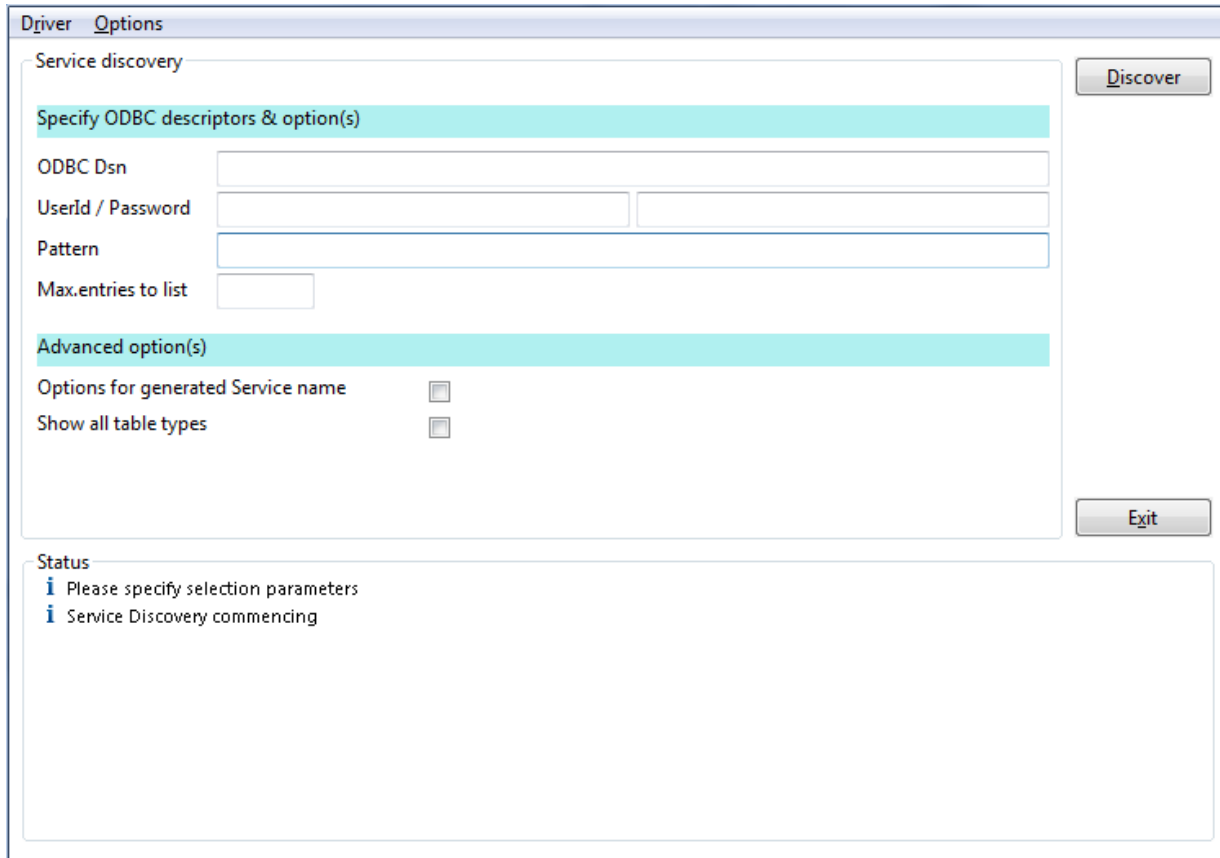 Driver Options
Service discovery
Discover
Specify ODBC descriptors & option(s)
ODBC Dsn
UserId / Password
Pattern
Max.entries to list
Advanced option(s)
Options for generated Service name
Show all table types
Exit
Status
Please specify selection parameters
Service Discovery commencing